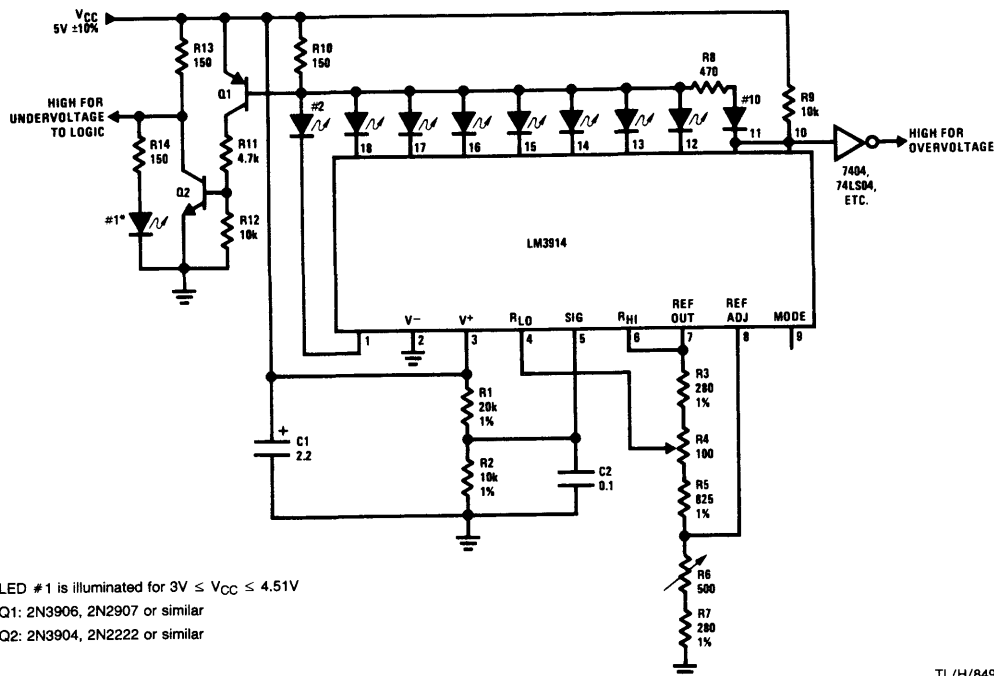 VCC
5V ±10%
R13
150
R10
150
R8
470
Q1
#2
#10
R9
10k
HIGH FOR
UNDERVOLTAGE
TO LOGIC
R14
150
R11
4.7k
18
17
16
15
14
13
12
11
10
HIGH FOR
OVERVOLTAGE
7404,
74LS04,
ETC.
Q2
#1*
R12
10k
LM3914
V−
V+
RLO
SIG
RHI
REF
OUT
REF
ADJ
MODE
1
2
3
4
5
6
7
8
9
R1
20k
1%
R3
280
1%
+
C1
2.2
R4
100
R2
10k
1%
C2
0.1
R5
825
1%
R6
500
R7
280
1%
LED #1 is illuminated for 3V ≤ VCC ≤ 4.51V
Q1: 2N3906, 2N2907 or similar
Q2: 2N3904, 2N2222 or similar
TL/H/849